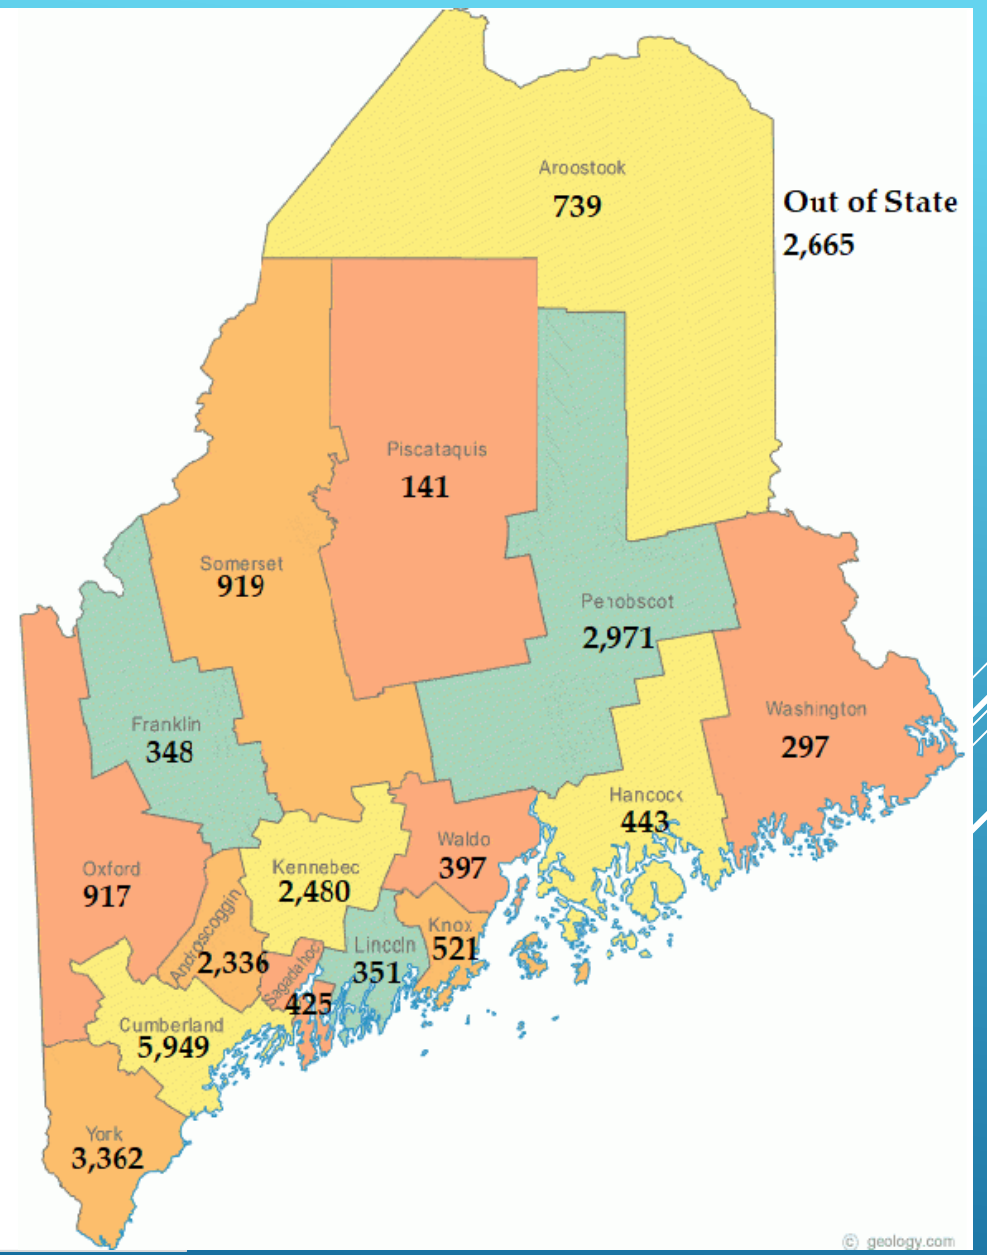 Aroostook
739
Out of State
2,665
Piscataquis
141
Somerset
919
Penobscot
2,971
Franklin
348
Washington
297
Hancock
443
Oxford
917
Waldo
397
Kennebec
2,480
Androscoggin
2,336
Knox
521
Lincoln
351
Sagadahoc
425
Cumberland
5,949
York
3,362
© geology.com